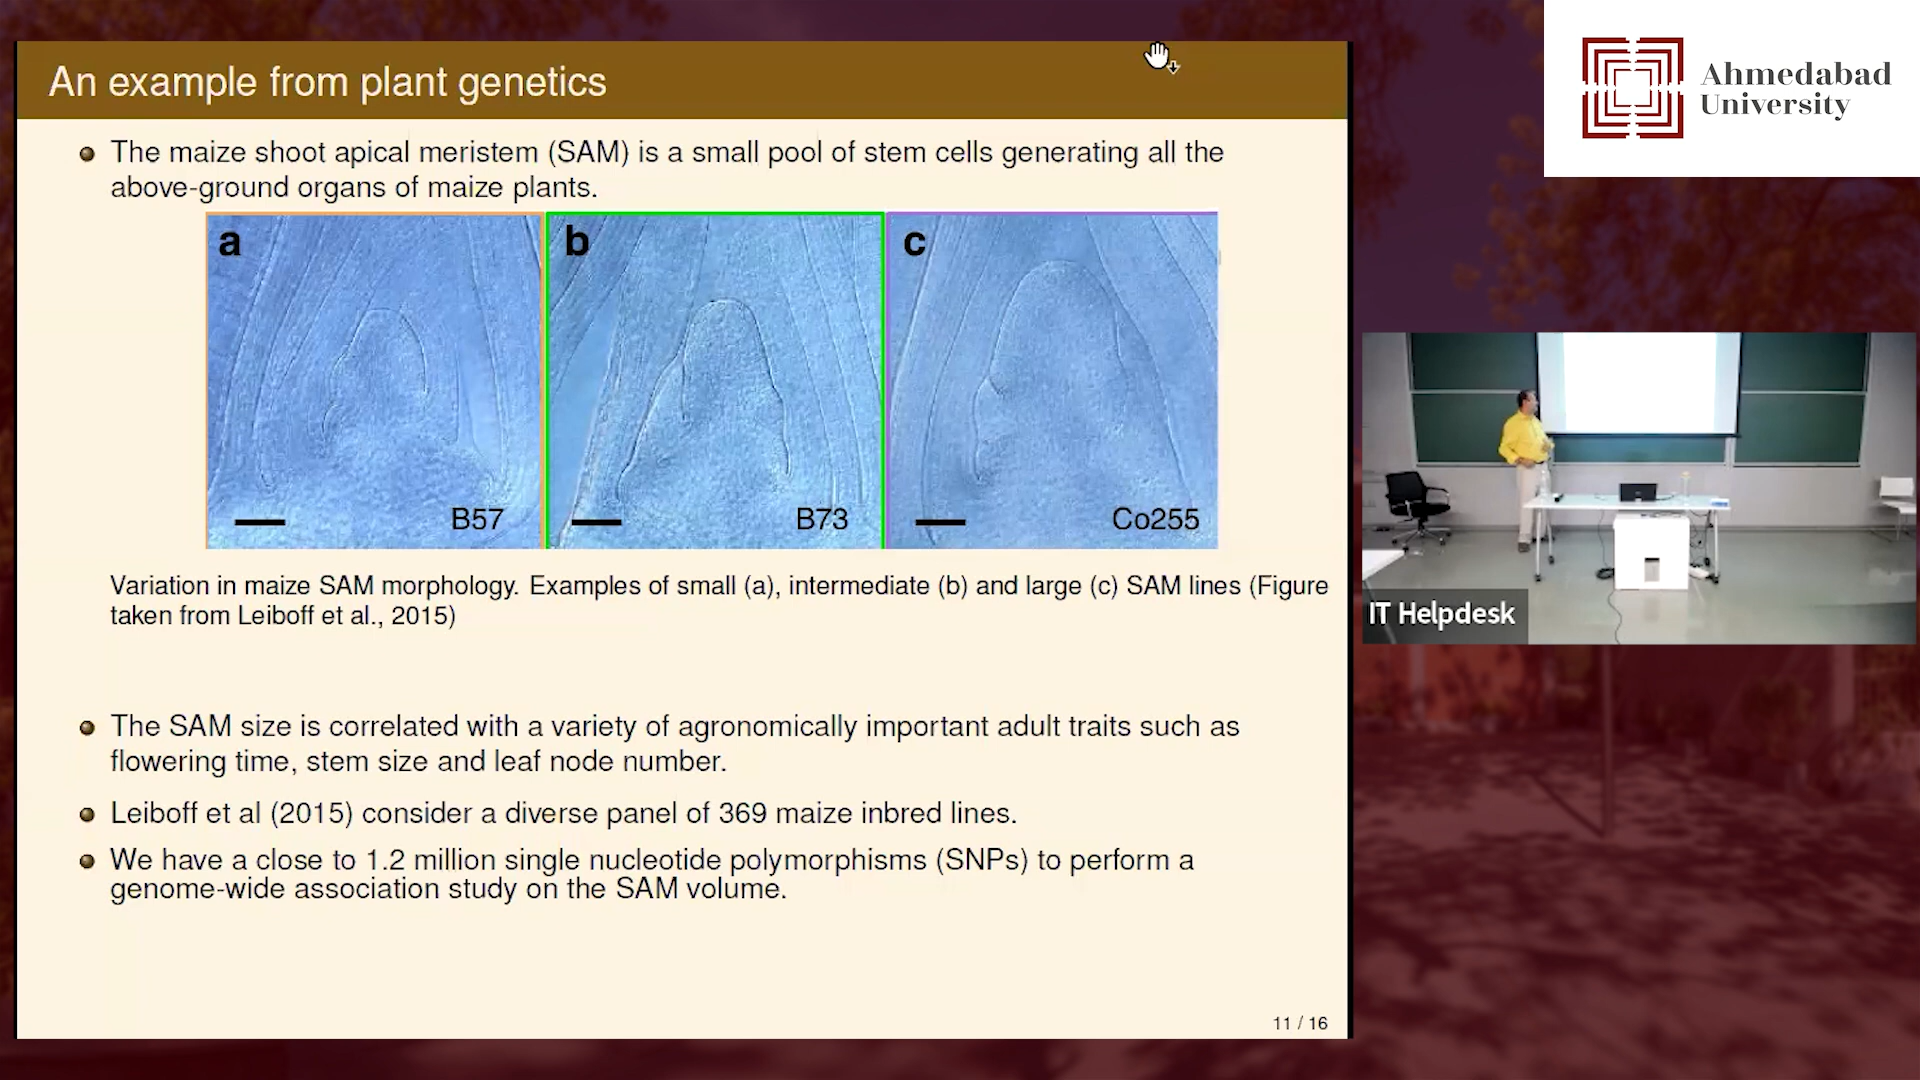 An example from plant genetics
The maize shoot apical meristem (SAM) is a small pool of stem cells generating all the
above-ground organs of maize plants.
a
b
c
B57
B73
Co255
Variation in maize SAM morphology. Examples of small (a), intermediate (b) and large (c) SAM lines (Figure
taken from Leiboff et al., 2015)
The SAM size is correlated with a variety of agronomically important adult traits such as
flowering time, stem size and leaf node number.
Leiboff et al (2015) consider a diverse panel of 369 maize inbred lines.
We have a close to 1.2 million single nucleotide polymorphisms (SNPs) to perform a
genome-wide association study on the SAM volume.
11 / 16
Ahmedabad
University
IT Helpdesk